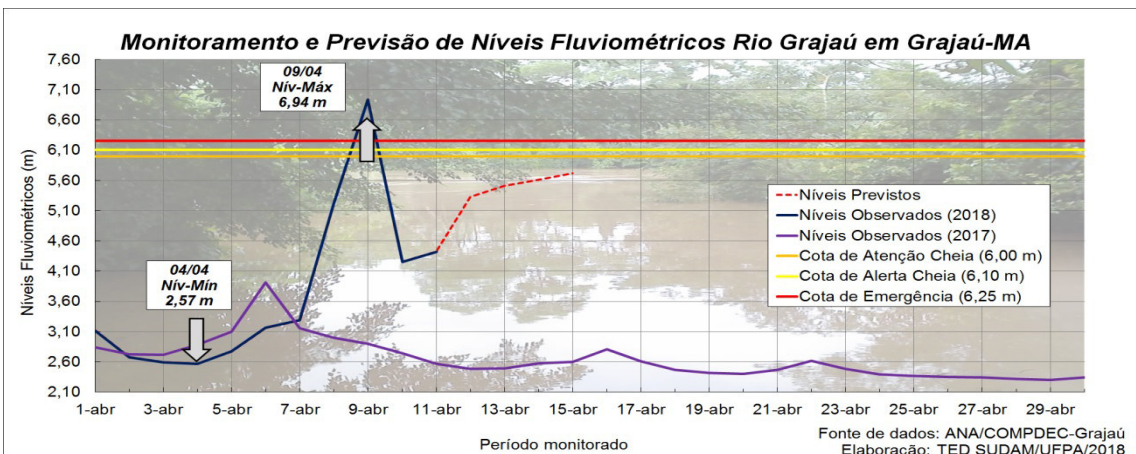 Monitoramento e Previsão de Níveis Fluviométricos Rio Grajaú em Grajaú-MA
Níveis Fluviométricos (m)
7,60
7,10
6,60
6,10
5,60
5,10
4,60
4,10
3,60
3,10
2,60
2,10
09/04
Nív-Máx
6,94 m
04/04
Nív-Mín
2,57 m
Níveis Previstos
Níveis Observados (2018)
Níveis Observados (2017)
Cota de Atenção Cheia (6,00 m)
Cota de Alerta Cheia (6,10 m)
Cota de Emergência (6,25 m)
1-abr 3-abr 5-abr 7-abr 9-abr 11-abr 13-abr 15-abr 17-abr 19-abr 21-abr 23-abr 25-abr 27-abr 29-abr
Período monitorado
Fonte de dados: ANA/COMPDEC-Grajaú
Elaboração: TED SUDAM/UFPA/2018